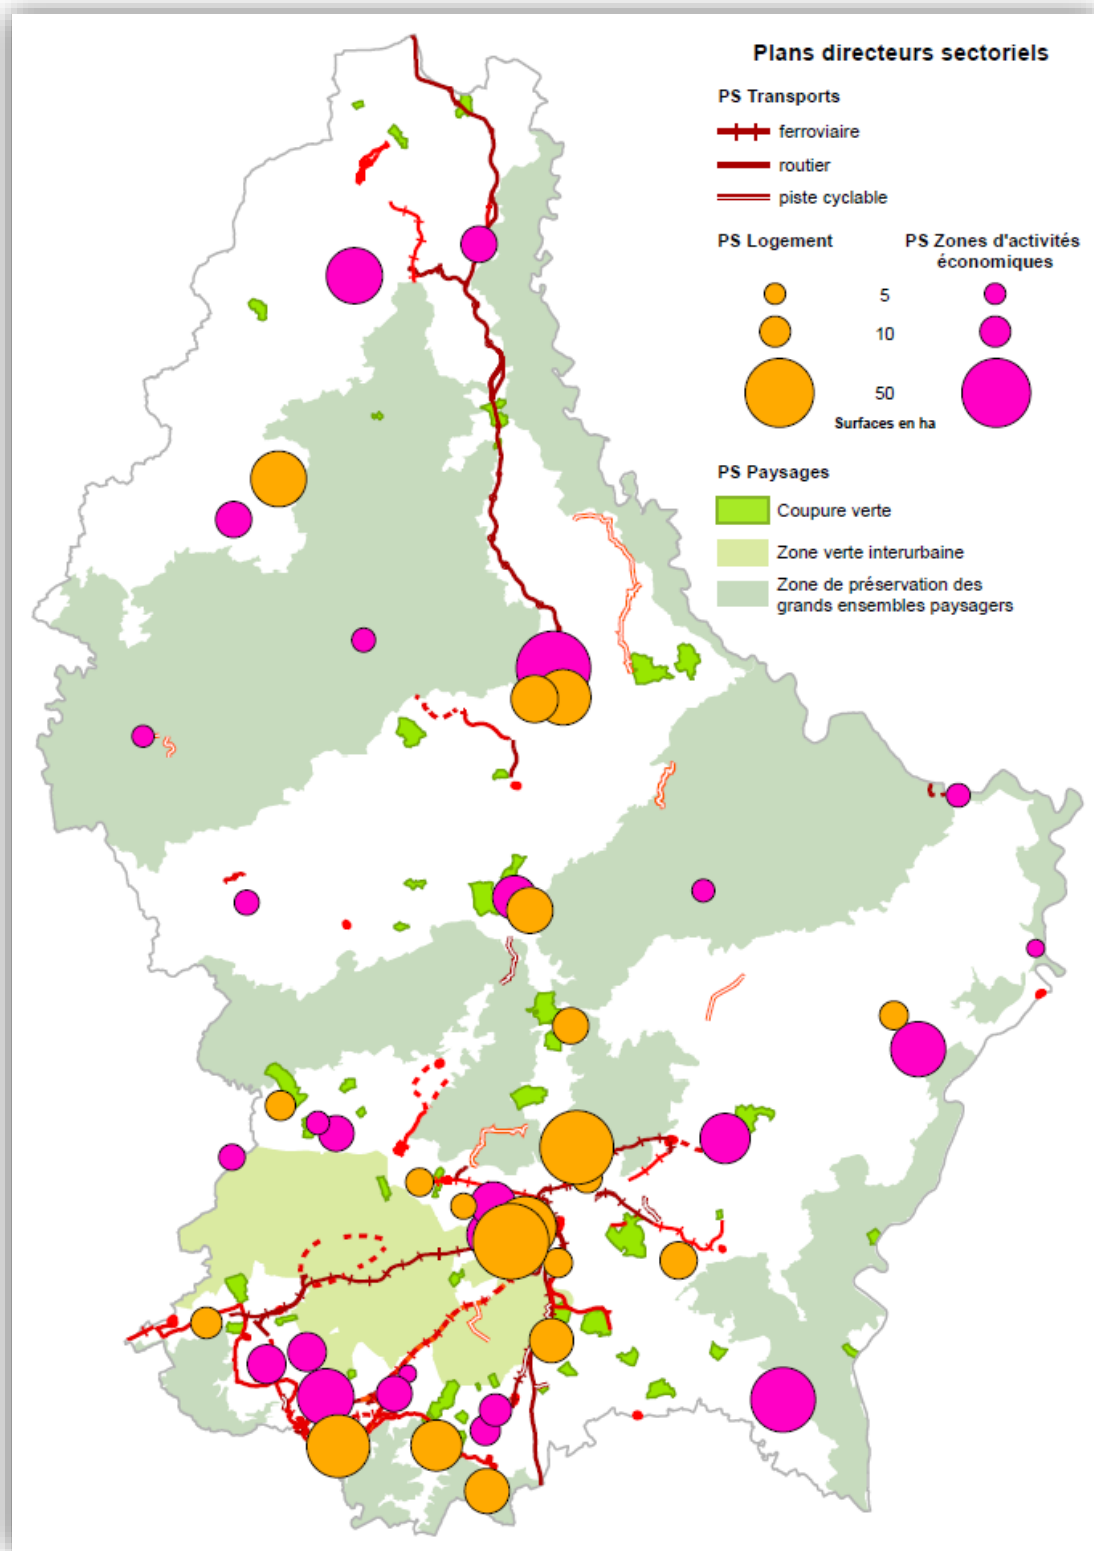 Plans directeurs sectoriels
PS Transports
ferroviaire
routier
piste cyclable
PS Logement
PS Zones d'activités
économiques
5
10
50
Surfaces en ha
PS Paysages
Coupure verte
Zone verte interurbaine
Zone de préservation des
grands ensembles paysagers